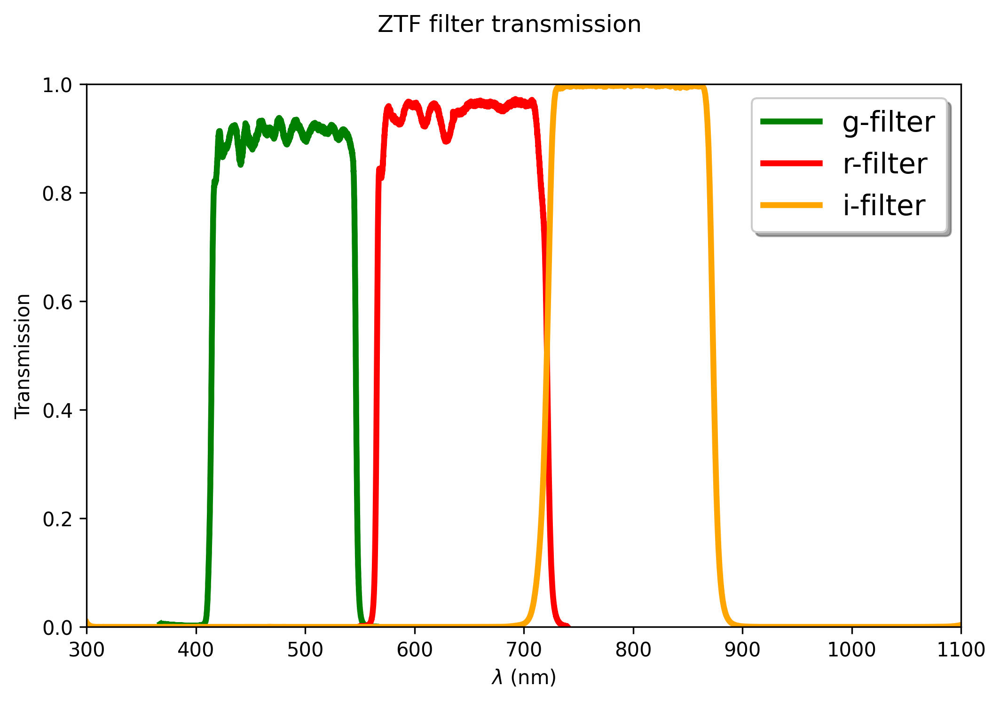 ZTF filter transmission
1.0
0.8
0.6
0.4
0.2
0.0
Transmission
g-filter
r-filter
i-filter
300 400 500 600 700 800 900 1000 1100
λ (nm)